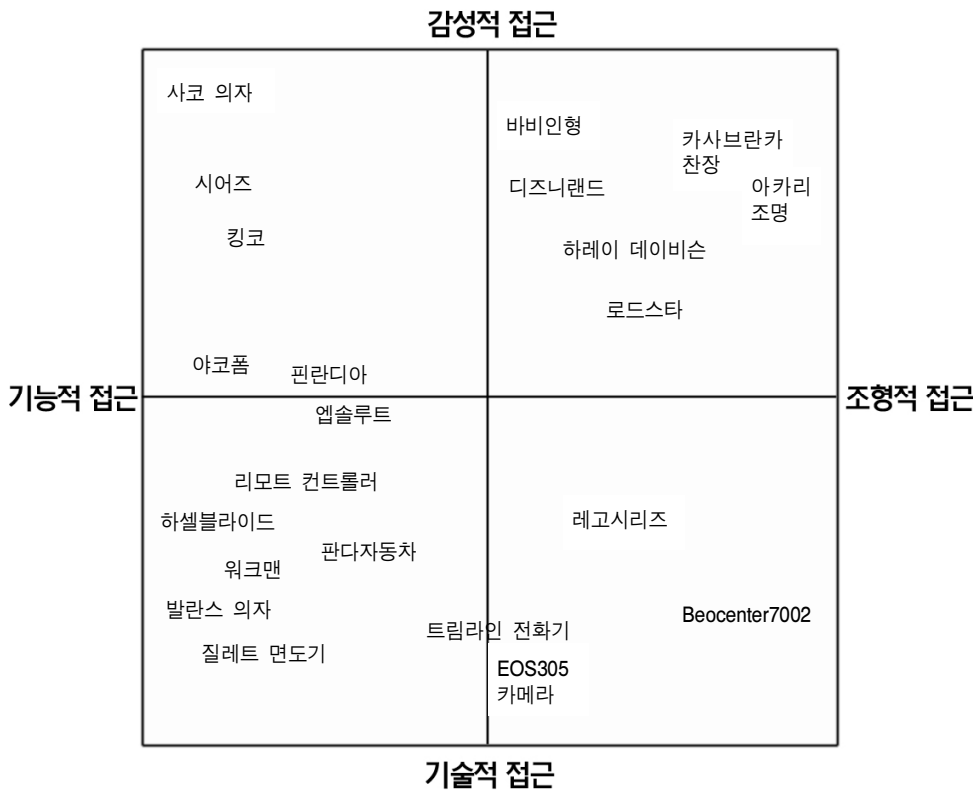 감성적 접근
사코 의자
바비인형
카사브란카
찬장
시어즈
디즈니랜드
아카리
조명
킹코
하레이 데이비슨
로드스타
야코폼
핀란디아
기능적 접근
조형적 접근
엡솔루트
리모트 컨트롤러
하셀블라이드
레고시리즈
판다자동차
워크맨
발란스 의자
Beocenter7002
트림라인 전화기
질레트 면도기
EOS305
카메라
기술적 접근